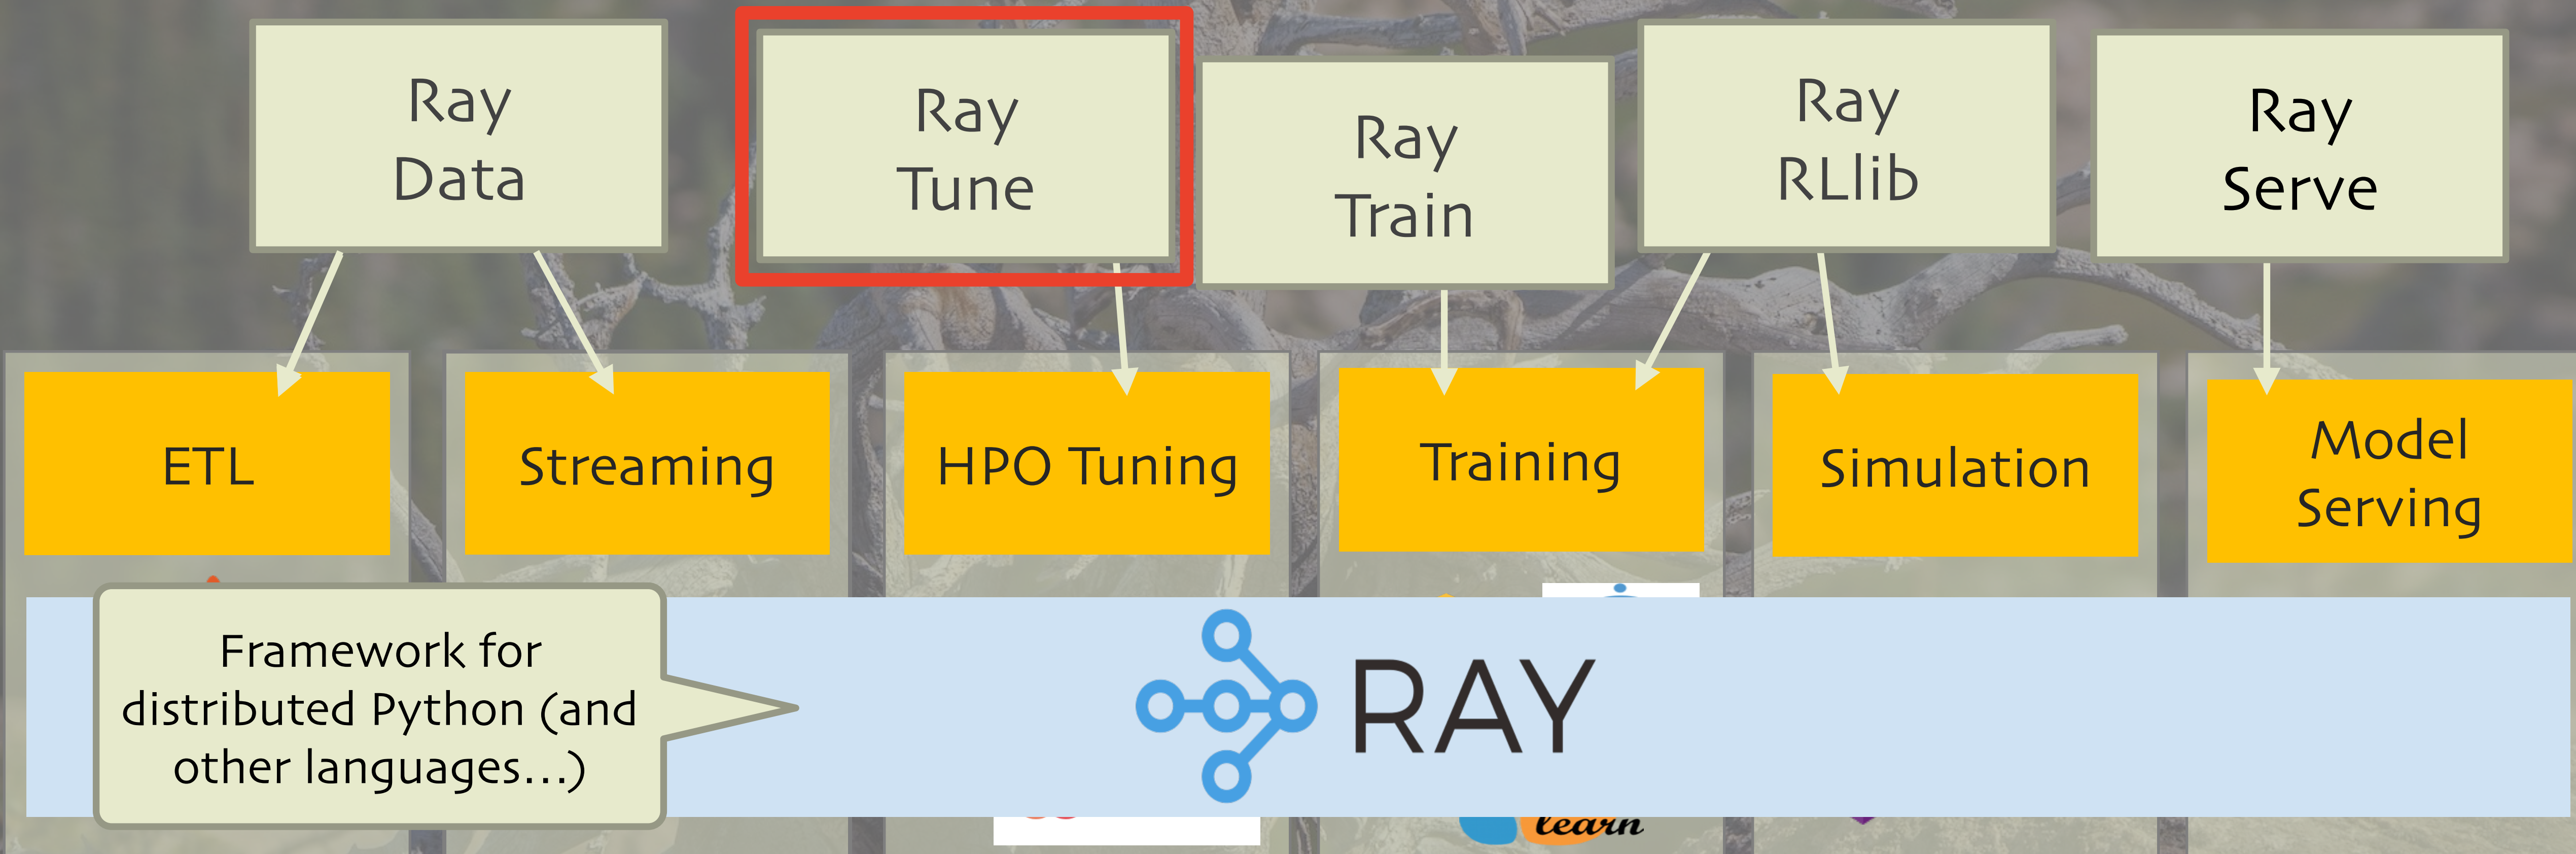 Ray
Data
Ray
Tune
Ray
Train
Ray
RLlib
Ray
Serve
ETL
Streaming
HPO Tuning
Training
Simulation
Model
Serving
Framework for
distributed Python (and
other languages...)
RAY
learn